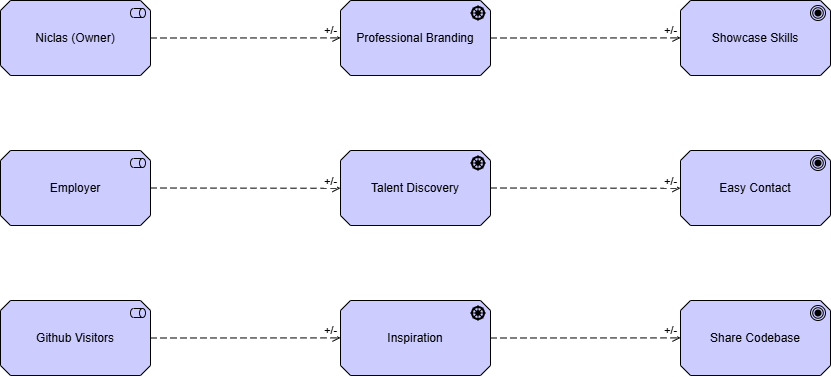 Niclas (Owner)
+/-
Professional Branding
+/-
Showcase Skills
Employer
+/-
Talent Discovery
+/-
Easy Contact
Github Visitors
+/-
Inspiration
+/-
Share Codebase